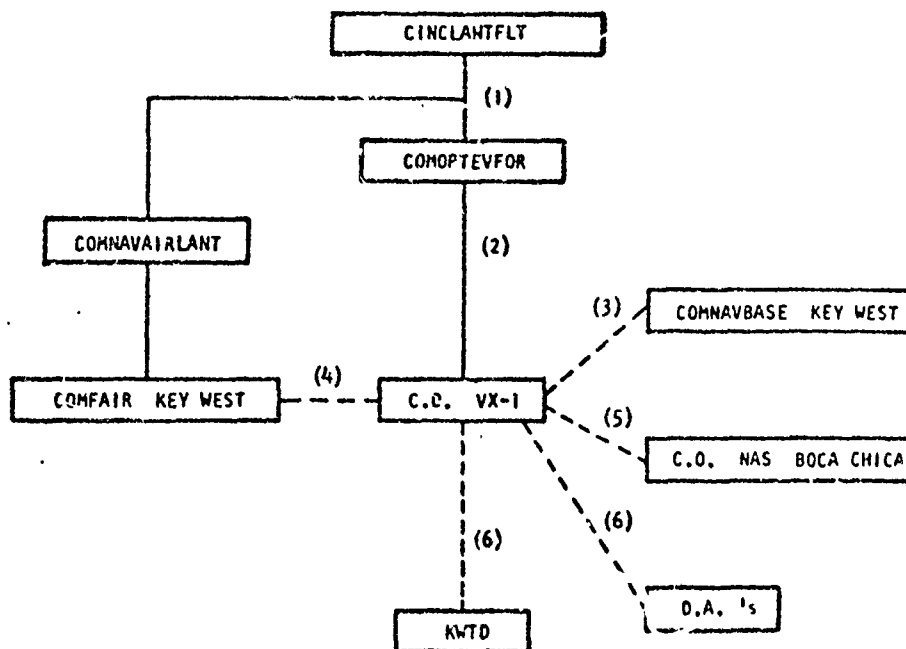 CINCLANTFLT
(1)
COMOPTEVFOR
COMNAVAIRLANT
(2)
(3)
COMNAVBASE KEY WEST
(4)
COMFAIR KEY WEST
C.O. VX-1
(5)
C.O. NAS BOCA CHICA
(6)
(6)
D.A. 's
KWTD